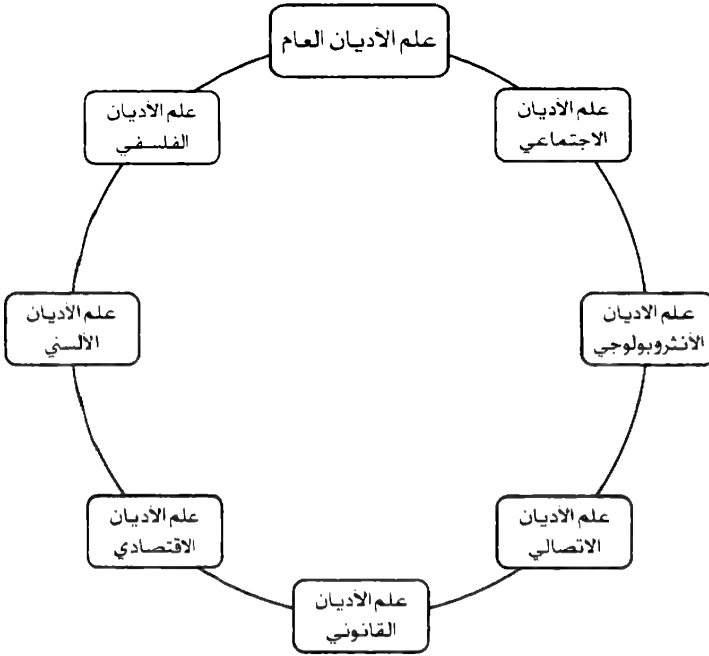 علم الأديان العام
علم الأديان
الاجتماعي
علم الاديان
الأنثروبولوجي
علم الأديان
الاتصالي
علم الأديان
القانوني
علم الأديان
الاقتصادي
علم الأديان
الألسني
علم الأديان
الفلسفي